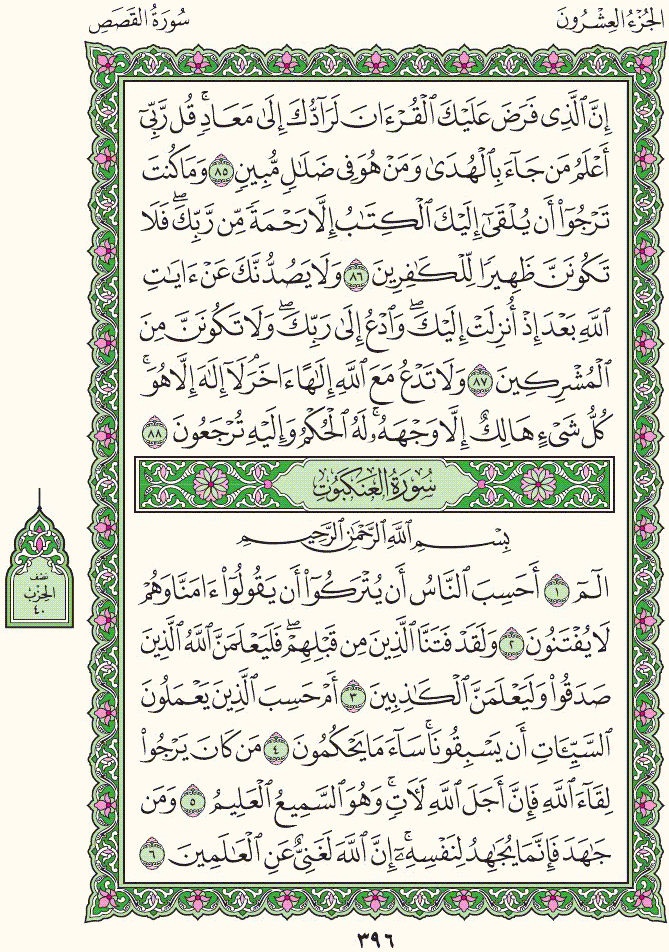 الجُزْءُ العِشْرُونَ
سُورَةُ القَصَصِ
إِنَّ ٱلَّذِى فَرَضَ عَلَيْكَ ٱلْقُرْءَانَ لَرَآدُّكَ إِلَىٰ مَعَادٍۚ قُل رَّبِّىٓ
أَعْلَمُ مَن جَآءَ بِٱلْهُدَىٰ وَمَنْ هُوَ فِى ضَلَٰلٍ مُّبِينٍ ٨٥ وَمَا كُنتَ
تَرْجُوٓا۟ أَن يُلْقَىٰٓ إِلَيْكَ ٱلْكِتَٰبُ إِلَّا رَحْمَةً مِّن رَّبِّكَۖ فَلَا
تَكُونَنَّ ظَهِيرًا لِّلْكَٰفِرِينَ ٨٦ وَلَا يَصُدُّنَّكَ عَنْ ءَايَٰتِ
ٱللَّهِ بَعْدَ إِذْ أُنزِلَتْ إِلَيْكَۖ وَٱدْعُ إِلَىٰ رَبِّكَۖ وَلَا تَكُونَنَّ مِنَ
ٱلْمُشْرِكِينَ ٨٧ وَلَا تَدْعُ مَعَ ٱللَّهِ إِلَٰهًا ءَاخَرَۘ لَآ إِلَٰهَ إِلَّا هُوَۚ
كُلُّ شَىْءٍ هَالِكٌ إِلَّا وَجْهَهُۥۚ لَهُ ٱلْحُكْمُ وَإِلَيْهِ تُرْجَعُونَ ٨٨
سُورَةُ العَنكَبُوتِ
بِسْمِ ٱللَّهِ ٱلرَّحْمَٰنِ ٱلرَّحِيمِ
الٓمٓ ١ أَحَسِبَ ٱلنَّاسُ أَن يُتْرَكُوٓا۟ أَن يَقُولُوٓا۟ ءَامَنَّا وَهُمْ
لَا يُفْتَنُونَ ٢ وَلَقَدْ فَتَنَّا ٱلَّذِينَ مِن قَبْلِهِمْۖ فَلَيَعْلَمَنَّ ٱللَّهُ ٱلَّذِينَ
صَدَقُوا۟ وَلَيَعْلَمَنَّ ٱلْكَٰذِبِينَ ٣ أَمْ حَسِبَ ٱلَّذِينَ يَعْمَلُونَ
ٱلسَّيِّـَٔاتِ أَن يَسْبِقُونَاۚ سَآءَ مَا يَحْكُمُونَ ٤ مَن كَانَ يَرْجُوا۟
لِقَآءَ ٱللَّهِ فَإِنَّ أَجَلَ ٱللَّهِ لَـَٔاتٍۚ وَهُوَ ٱلسَّمِيعُ ٱلْعَلِيمُ ٥ وَمَن
جَٰهَدَ فَإِنَّمَا يُجَٰهِدُ لِنَفْسِهِۦٓۚ إِنَّ ٱللَّهَ لَغَنِىٌّ عَنِ ٱلْعَٰلَمِينَ ٦
نصف
الحزب
٤٠
٣٩٦